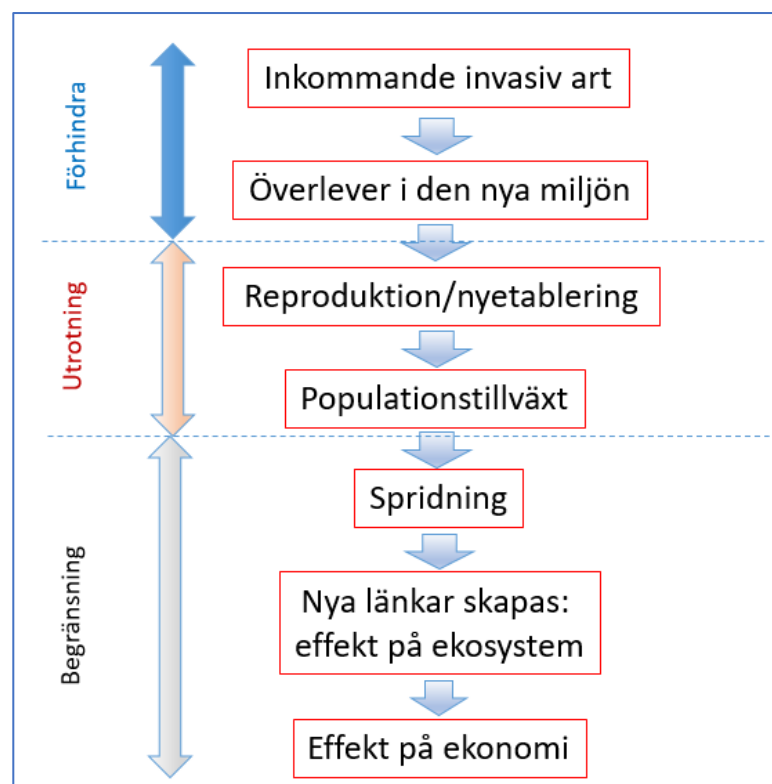 Förhindra
Inkommande invasiv art
Överlever i den nya miljön
Utrotning
Reproduktion/nyetablering
Populationstillväxt
Begränsning
Spridning
Nya länkar skapas:
effekt på ekosystem
Effekt på ekonomi